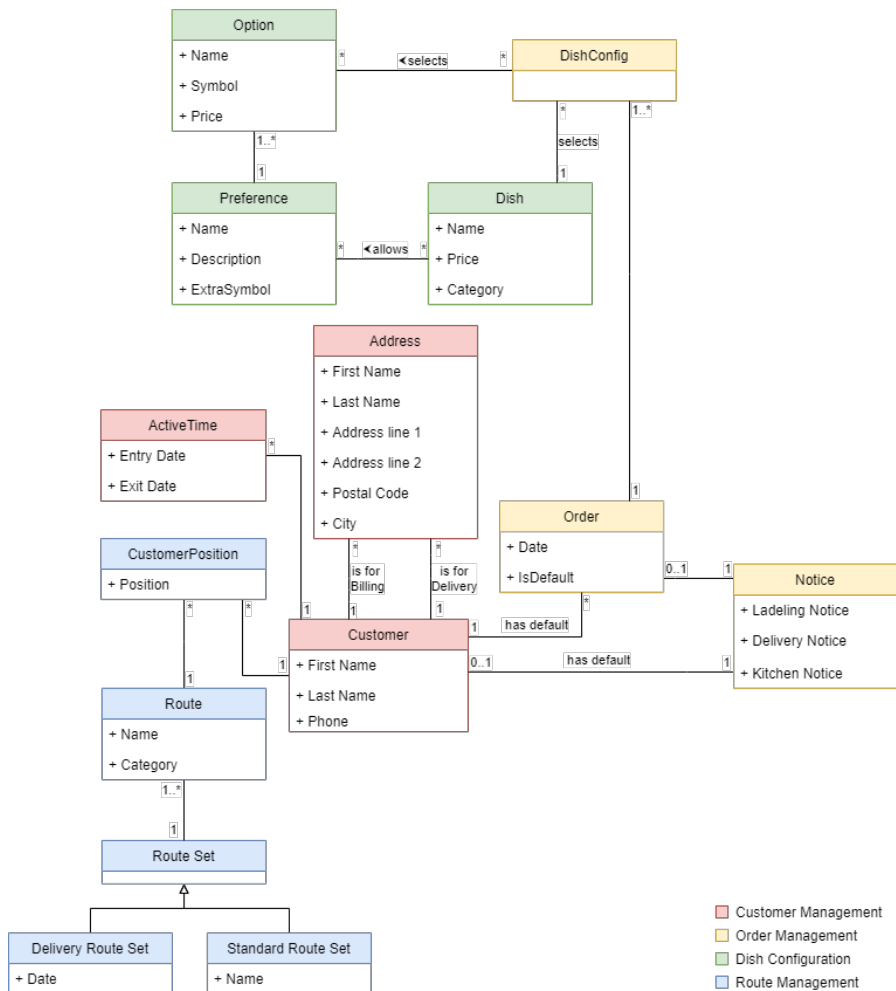 Option
+ Name
+ Symbol
+ Price
*
<selects
*
DishConfig
1..*
1
*
selects
1
1..*
Preference
+ Name
+ Description
+ ExtraSymbol
*
<allows
*
Dish
+ Name
+ Price
+ Category
Address
+ First Name
+ Last Name
+ Address line 1
+ Address line 2
+ Postal Code
+ City
ActiveTime
+ Entry Date
+ Exit Date
*
1
Order
+ Date
+ IsDefault
0..1
1
Notice
+ Ladeling Notice
+ Delivery Notice
+ Kitchen Notice
CustomerPosition
+ Position
*
*
*
is for
Billing
1
*
is for
Delivery
1
1
*
1
has default
Customer
+ First Name
+ Last Name
+ Phone
1
0..1
has default
1
1
Route
+ Name
+ Category
1..*
1
Route Set
Delivery Route Set
+ Date
Standard Route Set
+ Name
Customer Management
Order Management
Dish Configuration
Route Management